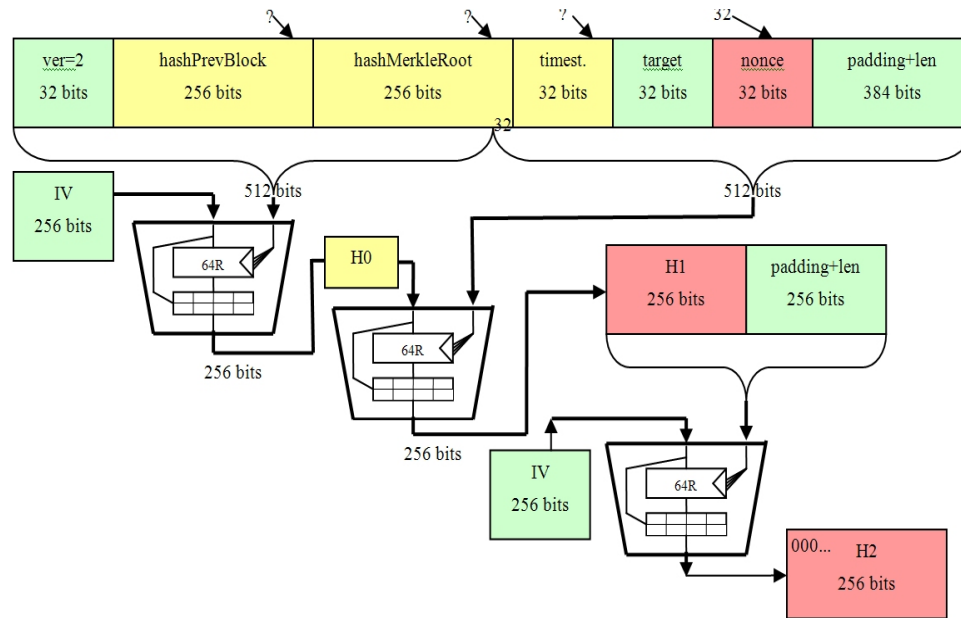 ? ? ? 32
ver=2 hashPrevBlock hashMerkleRoot timest. target nonce padding+len
32 bits 256 bits 256 bits 32 bits 32 bits 32 bits 384 bits
32
512 bits 512 bits
IV
256 bits
64R
H0
256 bits
64R
256 bits
H1 padding+len
256 bits 256 bits
IV
256 bits
64R
000...
H2
256 bits